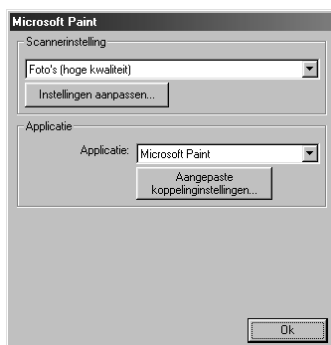 Microsoft Paint
Scannerinstelling
Foto's (hoge kwaliteit)
Instellingen aanpassen...
Applicatie
Applicatie: Microsoft Paint
Aangepaste
koppelinginstellingen...
Ok